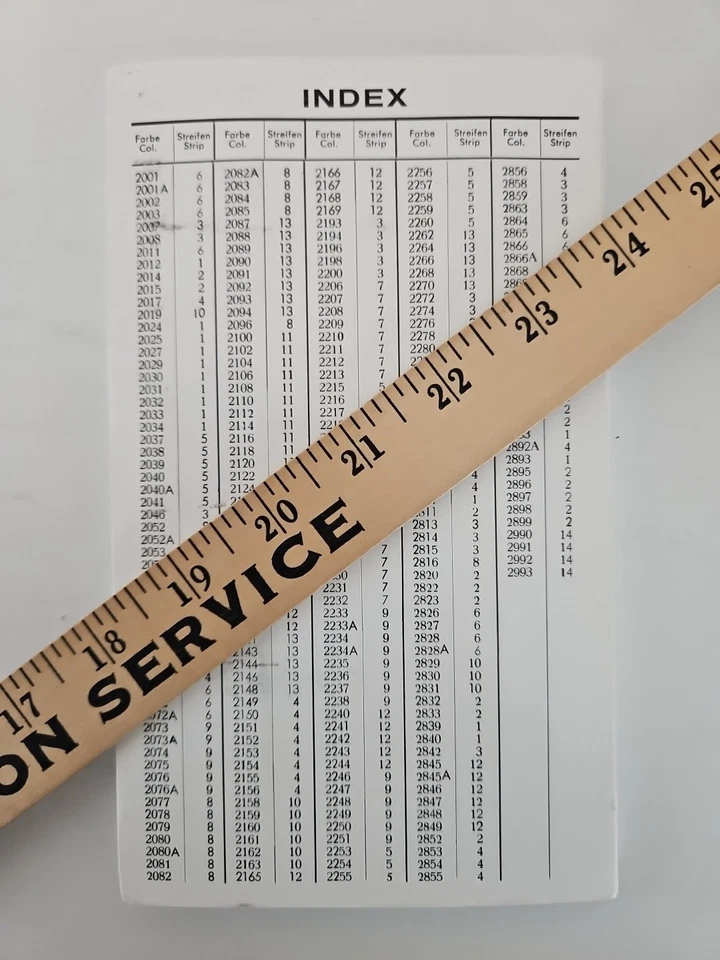 INDEX
Farbe Streifen Farbe Streifen Farbe Streifen Farbe Streifen Farbe Streifen
Col. Strip Col. Strip Col. Strip Col. Strip Col. Strip
2001 6 2082A 8 2166 12 2256 5 2856 4
2001A 6 2083 8 2167 12 2257 5 2858 3
2002 6 2084 8 2168 12 2258 5 2859 3
2003 6 2085 8 2169 12 2259 5 2863 3
2007 3 2087 13 2193 3 2260 5 2864 6
2008 3 2088 13 2194 3 2262 13 2865 6
2011 6 2089 13 2196 3 2264 13 2866 6
2012 1 2090 13 2198 3 2266 13 2866A
2014 2 2091 13 2200 3 2268 13 2868
2015 2 2092 13 2206 7 2270 13
2017 4 2093 13 2207 7 2272 3
2019 10 2094 13 2208 7 2274 3
2024 1 2096 8 2209 7 2276
2025 1 2100 11 2210 7 2278
2027 1 2102 11 2211 7 2280
2029 1 2104 11 2212 7
2030 1 2106 11 2213 7
2031 1 2108 11 2215 5
2032 1 2110 11 2216
2033 1 2112 11 2217 2
2034 1 2114 11 2
2037 5 2116 11 1
2038 5 2118 11 2892A 4
2039 5 2120 2893 1
2040 5 2122 4 2895 2
2040A 5 2124 4 2896 2
2041 5 1 2897 2
2046 3 2 2898 2
2052 2813 3 2899 2
2052A 2814 3 2990 14
2053 7 2815 3 2991 14
7 2816 8 2992 14
7 2820 2 2993 14
2231 7 2822 2
2232 7 2823 2
12 2233 9 2826 6
12 2233A 9 2827 6
13 2234 9 2828 6
2143 13 2234A 9 2828A 6
2144 13 2235 9 2829 10
4 2146 13 2236 9 2830 10
6 2148 13 2237 9 2831 10
6 2149 4 2238 9 2832 2
2072A 6 2150 4 2240 12 2833 2
2073 9 2151 4 2241 12 2839 1
2073A 9 2152 4 2242 12 2840 1
2074 9 2153 4 2243 12 2842 3
2075 9 2154 4 2244 12 2845 12
2076 9 2155 4 2246 9 2845A 12
2076A 9 2156 4 2247 9 2846 12
2077 8 2158 10 2248 9 2847 12
2078 8 2159 10 2249 9 2848 12
2079 8 2160 10 2250 9 2849 12
2080 8 2161 10 2251 9 2852 2
2080A 8 2162 10 2253 5 2853 4
2081 8 2163 10 2254 5 2854 4
2082 8 2165 12 2255 5 2855 4
17 18 19 20 21 22 23 24 25
ON SERVICE